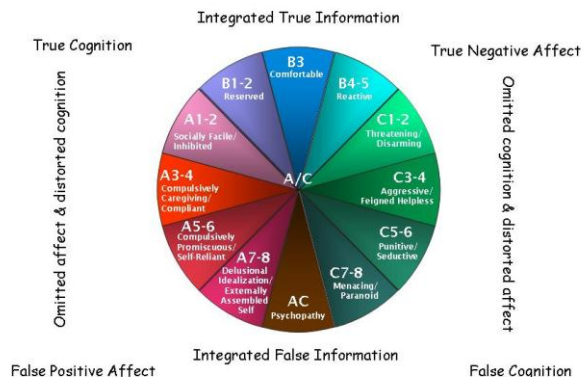 Integrated True Information
True Cognition
True Negative Affect
B3
Comfortable
B1-2
Reserved
B4-5
Reactive
A1-2
Socially Facile/
Inhibited
C1-2
Threatening/
Disarming
A3-4
Compulsively
Caregiving/
Compliant
A/C
C3-4
Aggressive/
Feigned Helpless
A5-6
Compulsively
Promiscuous/
Self-Reliant
C5-6
Punitive/
Seductive
A7-8
Delusional
Idealization/
Externally
Assembled
Self
C7-8
Menacing/
Paranoid
AC
Psychopathy
Omitted affect & distorted cognition
Omitted cognition & distorted affect
Integrated False Information
False Positive Affect
False Cognition